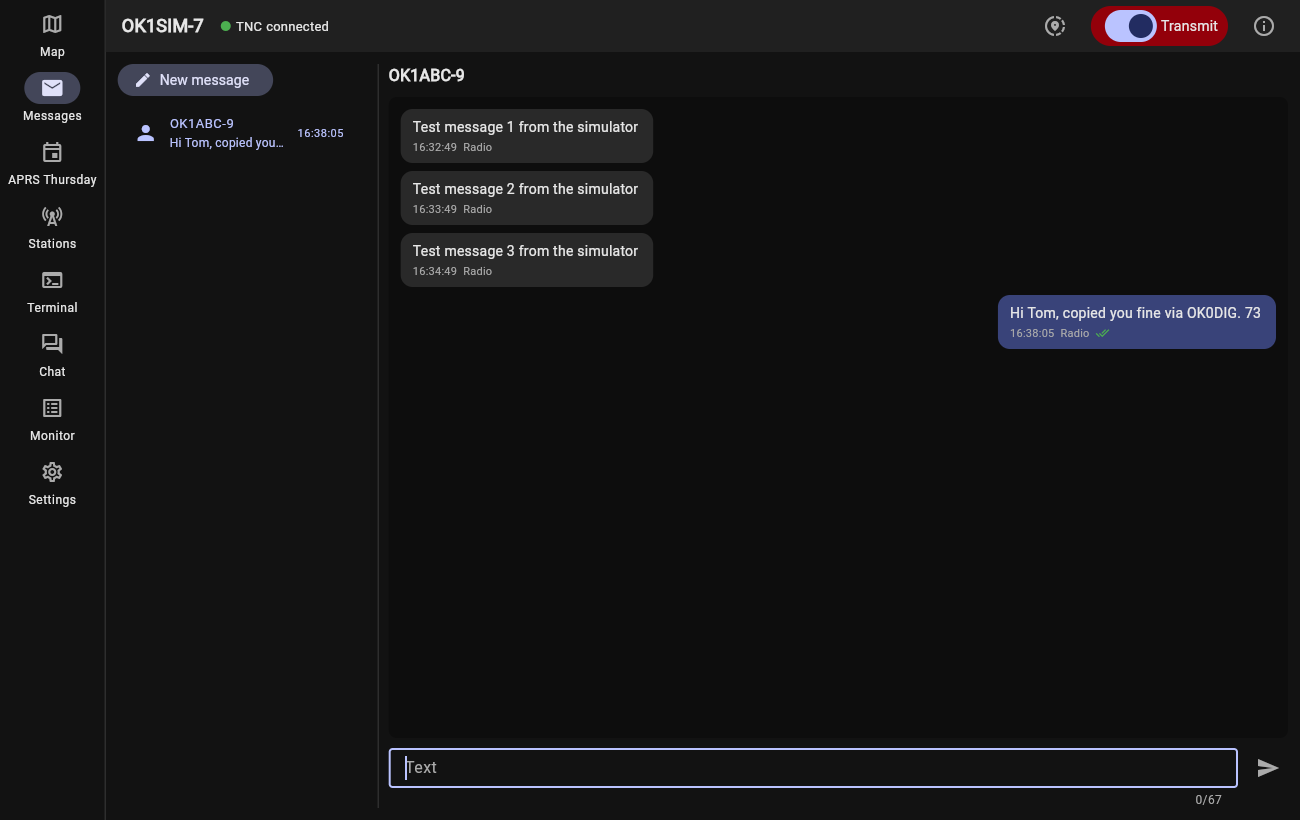 OK1SIM-7
TNC connected
Transmit
Map
Messages
APRS Thursday
Stations
Terminal
Chat
Monitor
Settings
New message
OK1ABC-9
Hi Tom, copied you…
16:38:05
OK1ABC-9
Test message 1 from the simulator
16:32:49 Radio
Test message 2 from the simulator
16:33:49 Radio
Test message 3 from the simulator
16:34:49 Radio
Hi Tom, copied you fine via OK0DIG. 73
16:38:05 Radio
Text
0/67